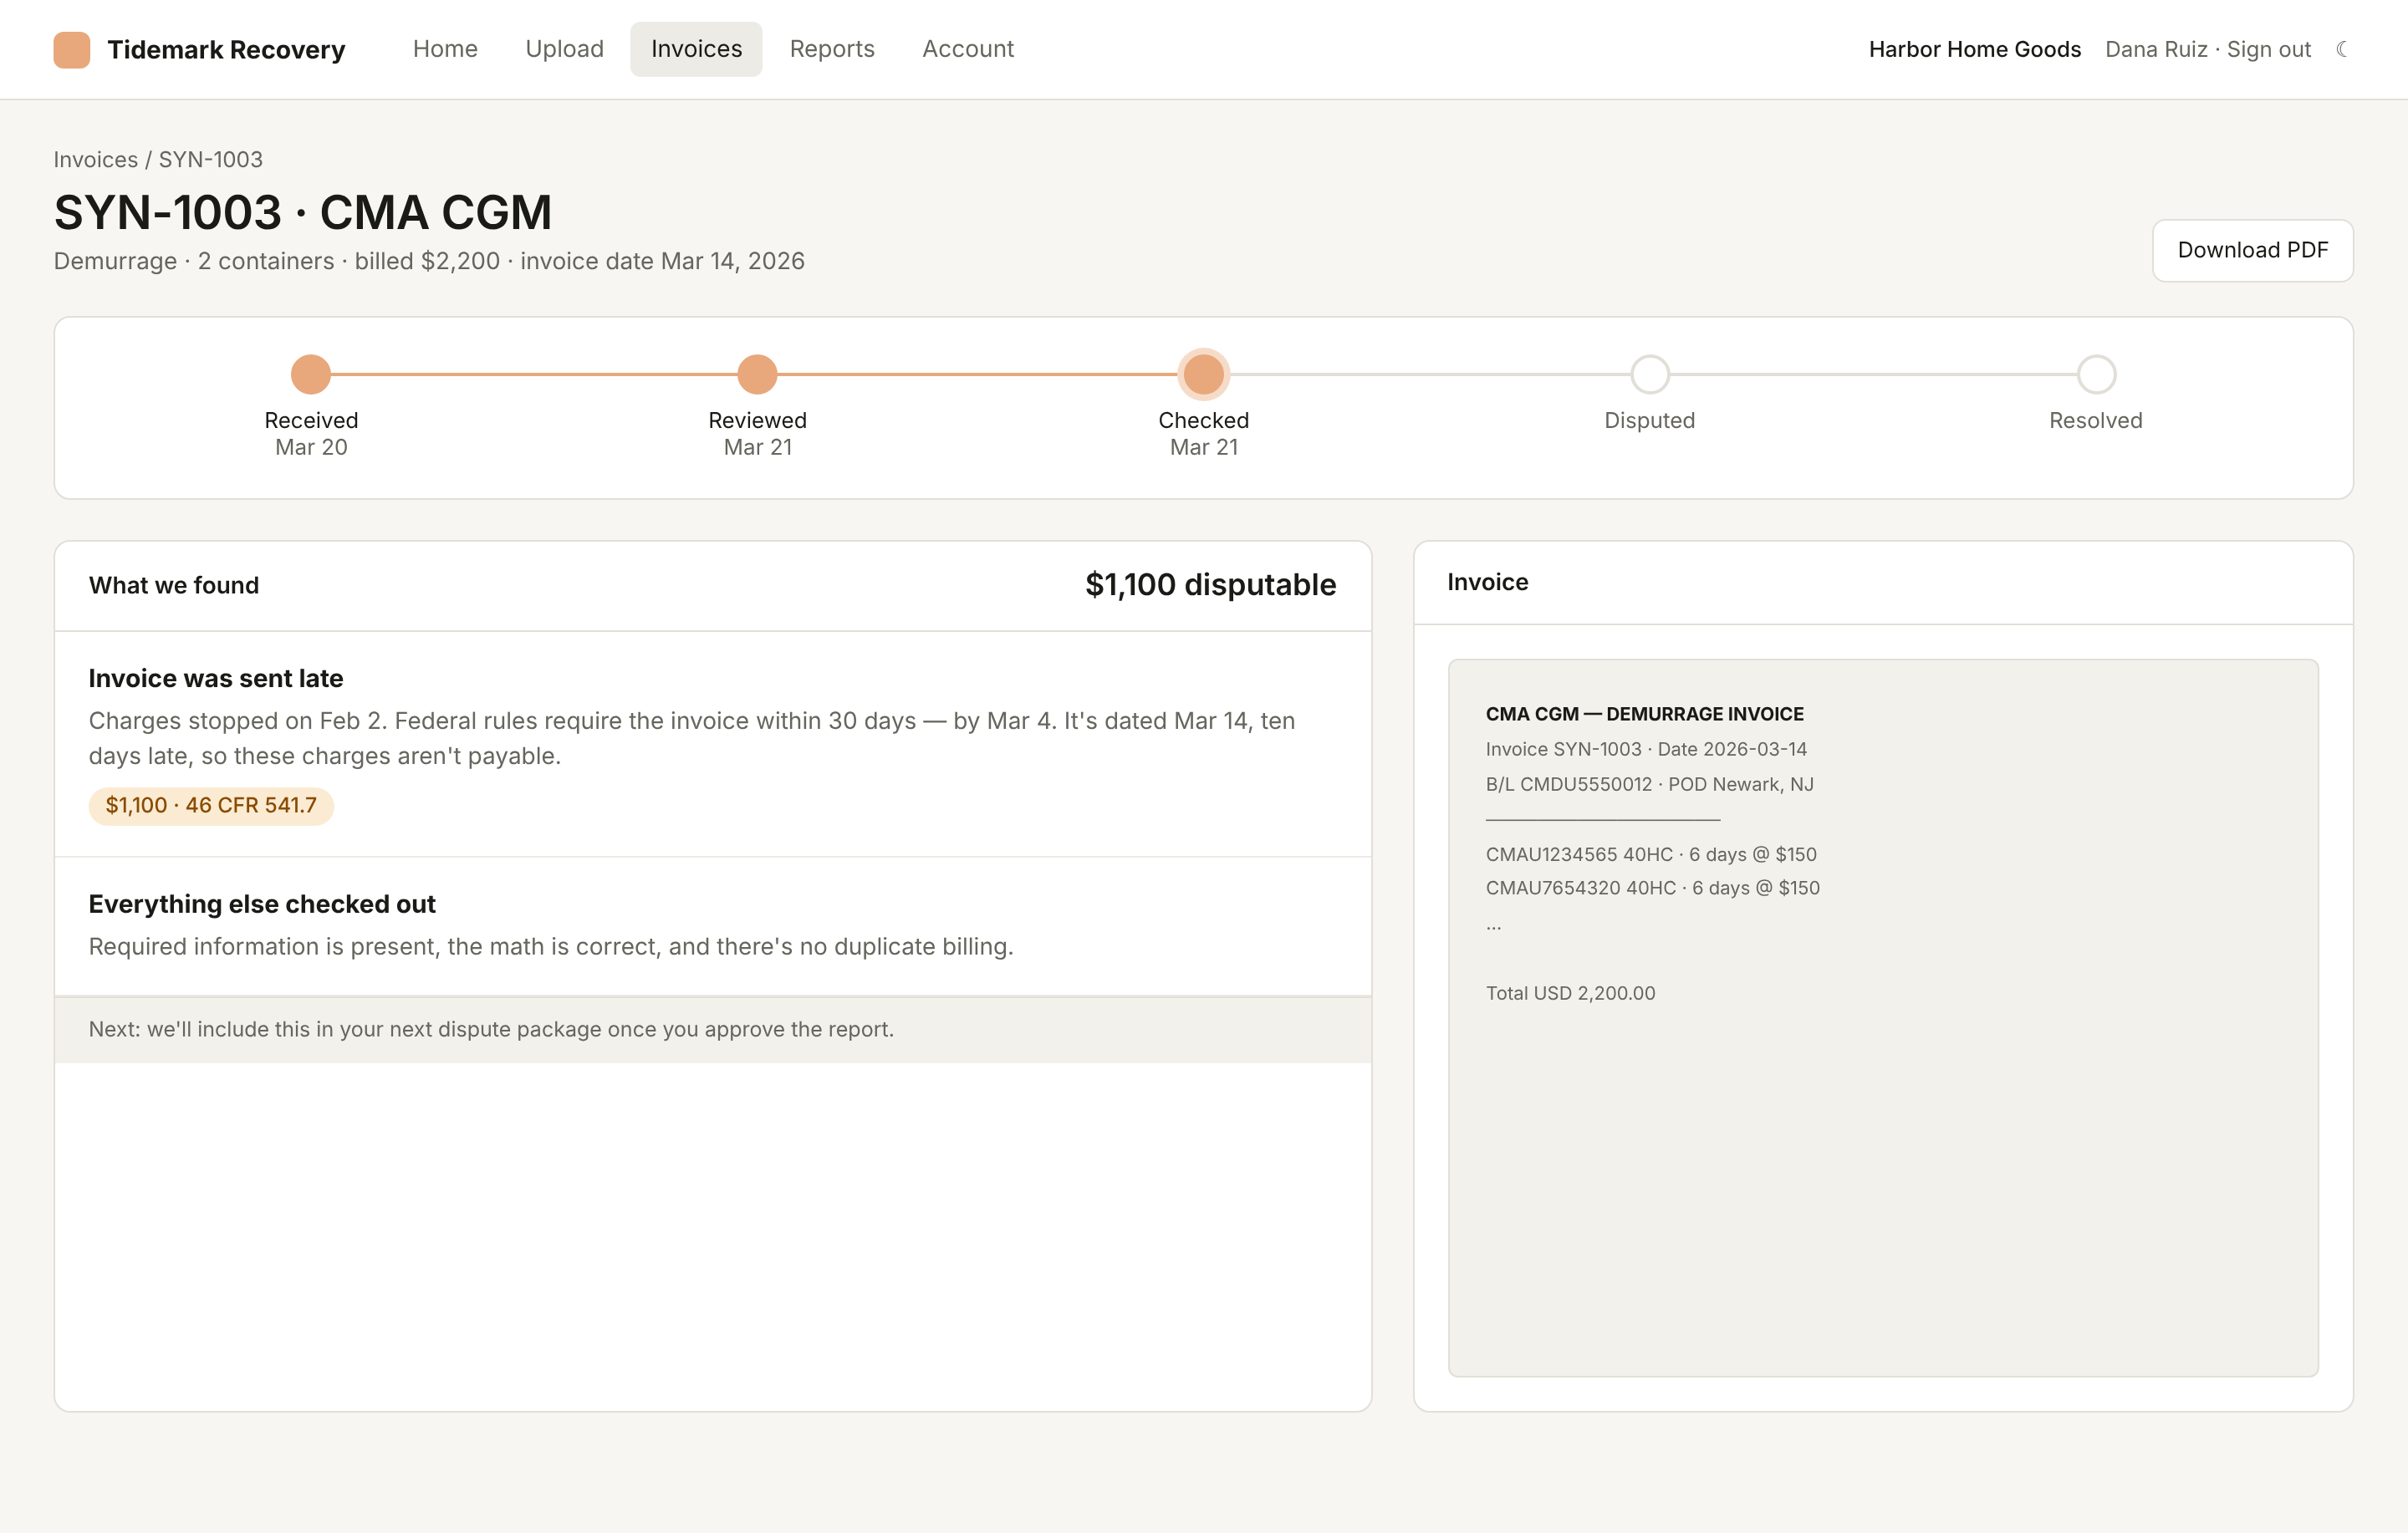 Tidemark Recovery
Home
Upload
Invoices
Reports
Account
Harbor Home Goods
Dana Ruiz · Sign out
Invoices / SYN-1003
SYN-1003 · CMA CGM
Demurrage · 2 containers · billed $2,200 · invoice date Mar 14, 2026
Download PDF
Received
Mar 20
Reviewed
Mar 21
Checked
Mar 21
Disputed
Resolved
What we found
$1,100 disputable
Invoice was sent late
Charges stopped on Feb 2. Federal rules require the invoice within 30 days — by Mar 4. It's dated Mar 14, ten
days late, so these charges aren't payable.
$1,100 · 46 CFR 541.7
Everything else checked out
Required information is present, the math is correct, and there's no duplicate billing.
Next: we'll include this in your next dispute package once you approve the report.
Invoice
CMA CGM — DEMURRAGE INVOICE
Invoice SYN-1003 · Date 2026-03-14
B/L CMDU5550012 · POD Newark, NJ
CMAU1234565 40HC · 6 days @ $150
CMAU7654320 40HC · 6 days @ $150
...
Total USD 2,200.00